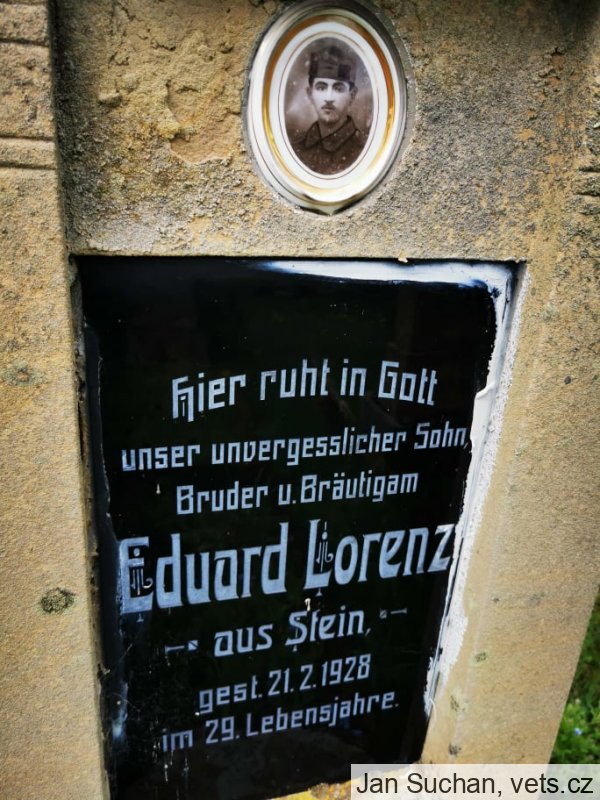 Hier ruht in Gott
unser unvergesslicher Sohn,
Bruder u. Bräutigam
Eduard Lorenz
aus Stein,
gest. 21. 2. 1928
im 29. Lebensjahre.
Jan Suchan, vets.cz